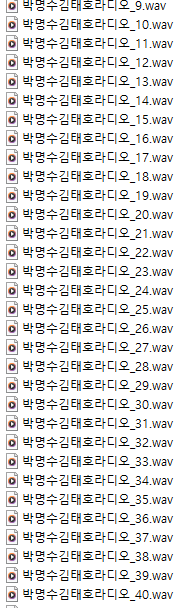 박명수김태호라디오_9.wav
박명수김태호라디오_10.wav
박명수김태호라디오_11.wav
박명수김태호라디오_12.wav
박명수김태호라디오_13.wav
박명수김태호라디오_14.wav
박명수김태호라디오_15.wav
박명수김태호라디오_16.wav
박명수김태호라디오_17.wav
박명수김태호라디오_18.wav
박명수김태호라디오_19.wav
박명수김태호라디오_20.wav
박명수김태호라디오_21.wav
박명수김태호라디오_22.wav
박명수김태호라디오_23.wav
박명수김태호라디오_24.wav
박명수김태호라디오_25.wav
박명수김태호라디오_26.wav
박명수김태호라디오_27.wav
박명수김태호라디오_28.wav
박명수김태호라디오_29.wav
박명수김태호라디오_30.wav
박명수김태호라디오_31.wav
박명수김태호라디오_32.wav
박명수김태호라디오_33.wav
박명수김태호라디오_34.wav
박명수김태호라디오_35.wav
박명수김태호라디오_36.wav
박명수김태호라디오_37.wav
박명수김태호라디오_38.wav
박명수김태호라디오_39.wav
박명수김태호라디오_40.wav